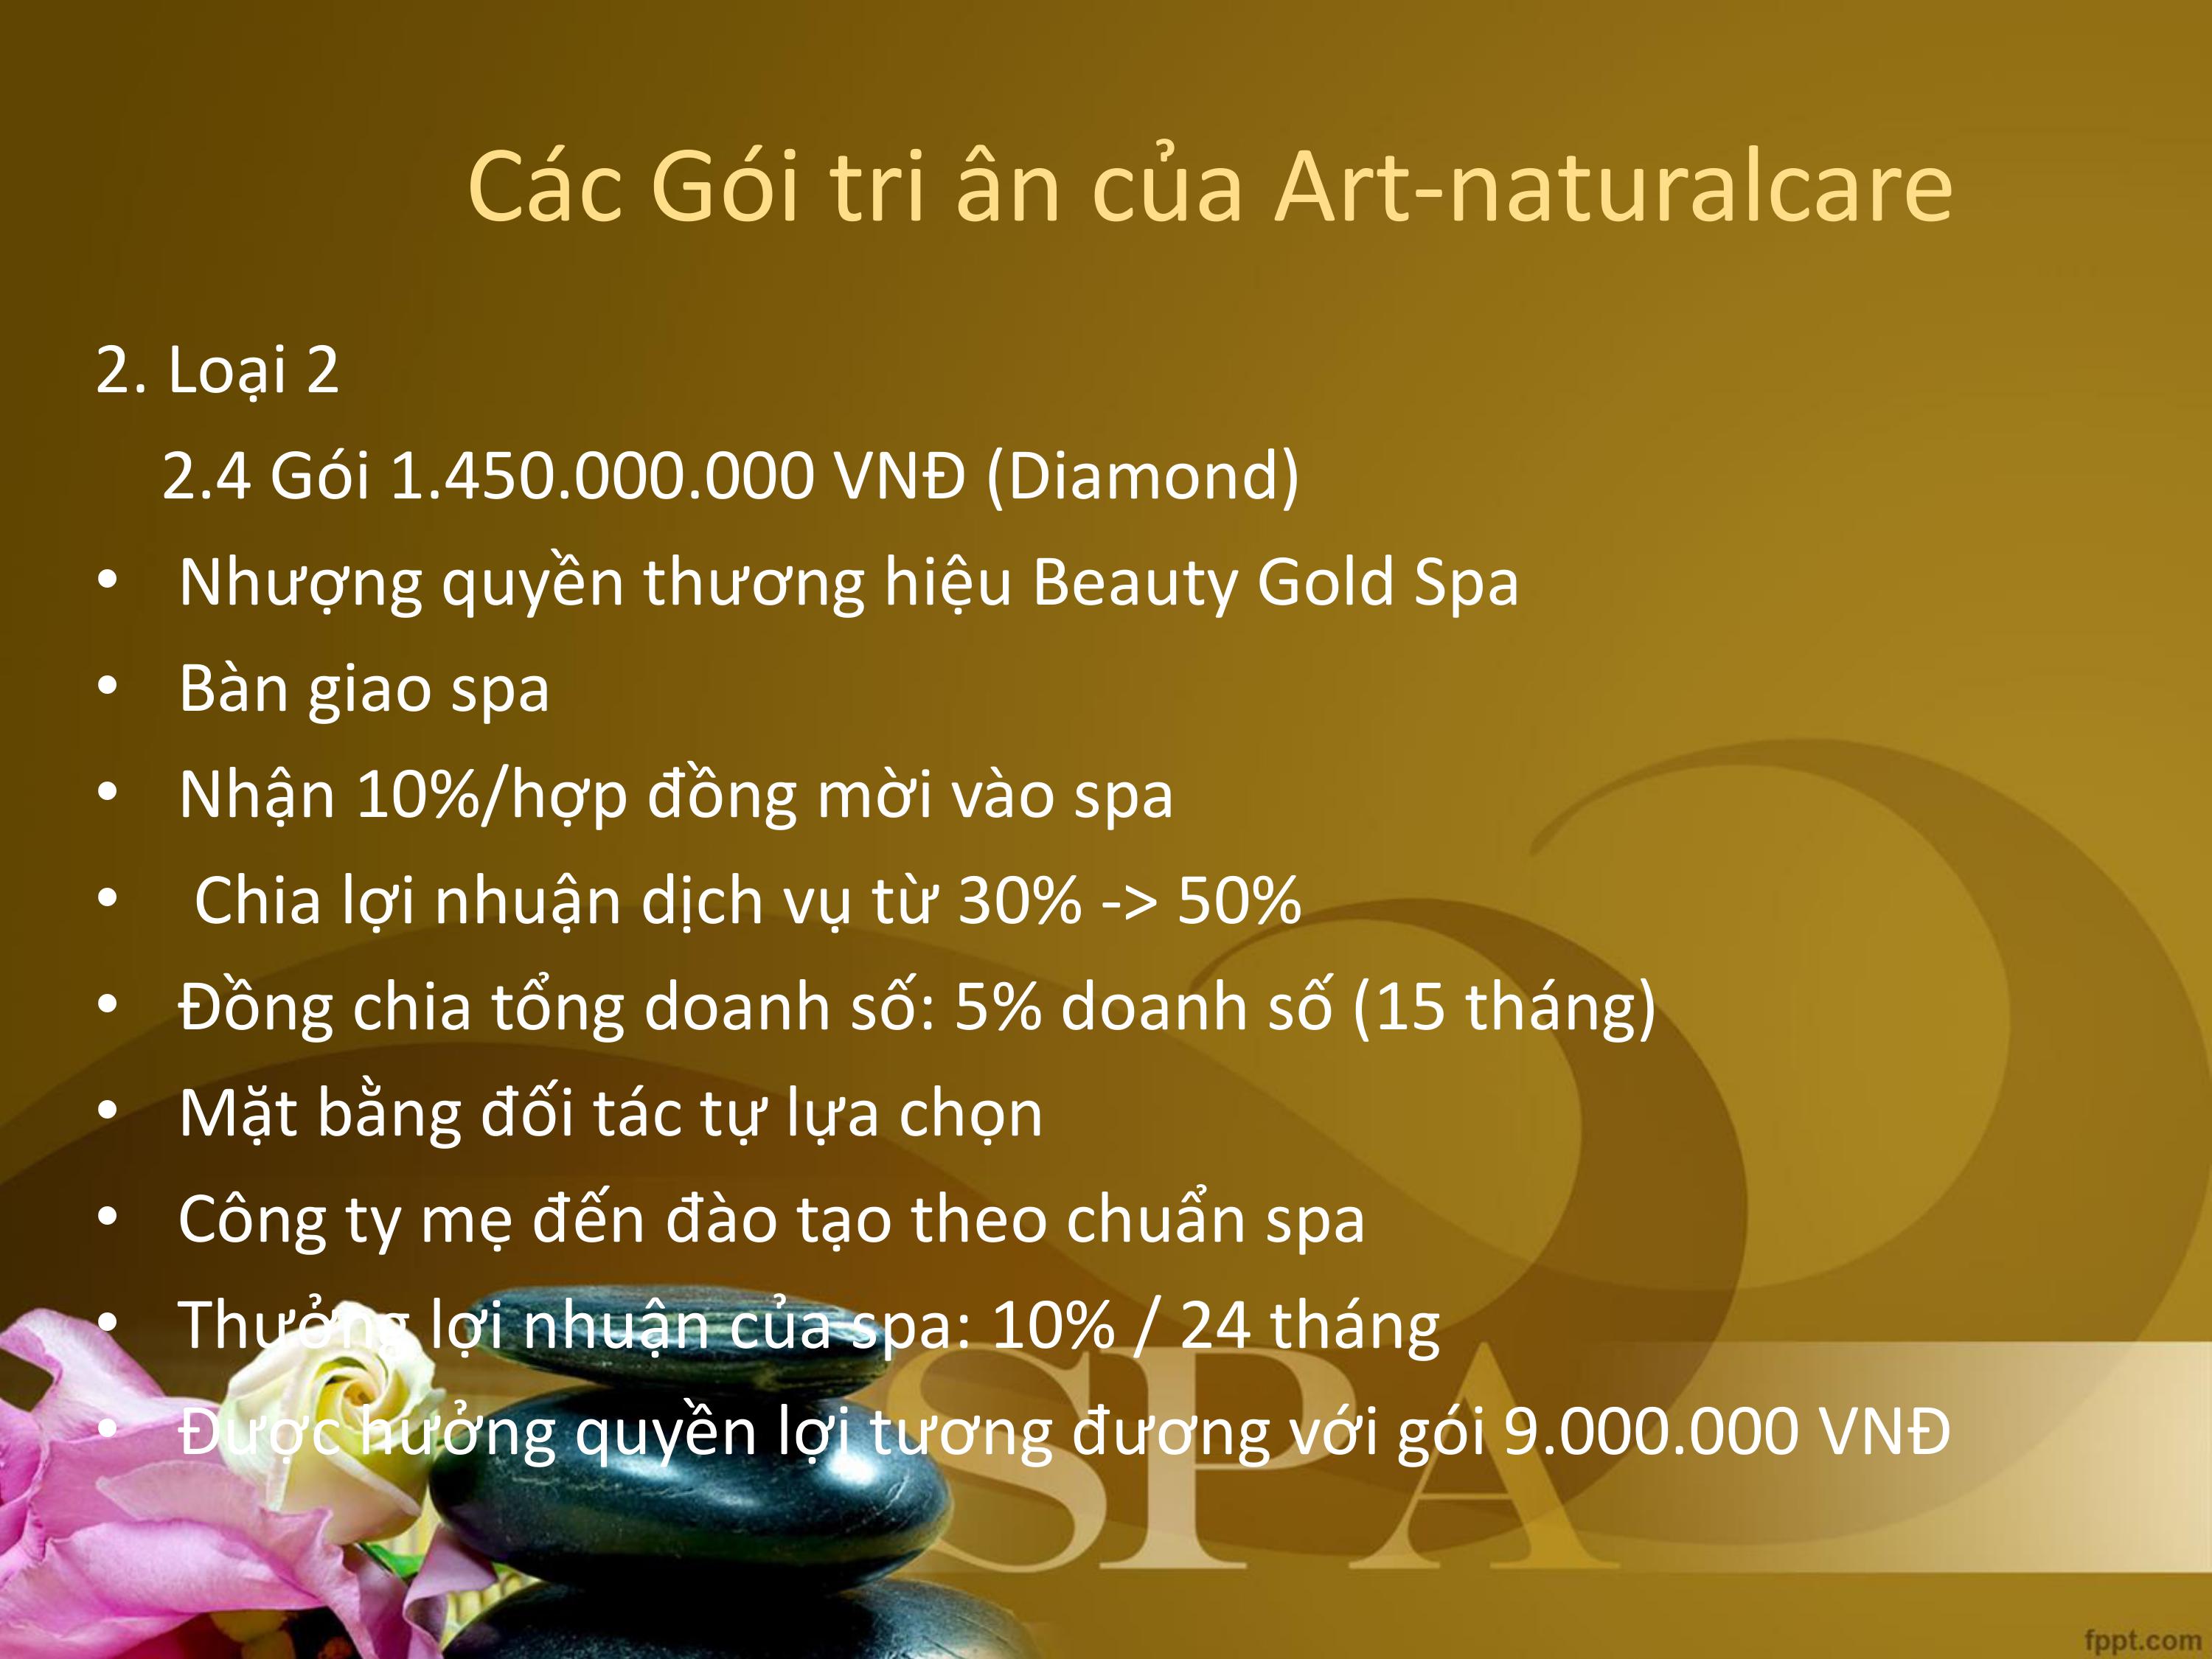 Các Gói tri ân của Art-naturalcare
2. Loại 2
2.4 Gói 1.450.000.000 VNĐ (Diamond)
• Nhượng quyền thương hiệu Beauty Gold Spa
• Bàn giao spa
• Nhận 10%/hợp đồng mời vào spa
• Chia lợi nhuận dịch vụ từ 30% -> 50%
• Đồng chia tổng doanh số: 5% doanh số (15 tháng)
• Mặt bằng đối tác tự lựa chọn
• Công ty mẹ đến đào tạo theo chuẩn spa
• Thưởng lợi nhuận của spa: 10% / 24 tháng
• Được hưởng quyền lợi tương đương với gói 9.000.000 VNĐ
SPA
fppt.com